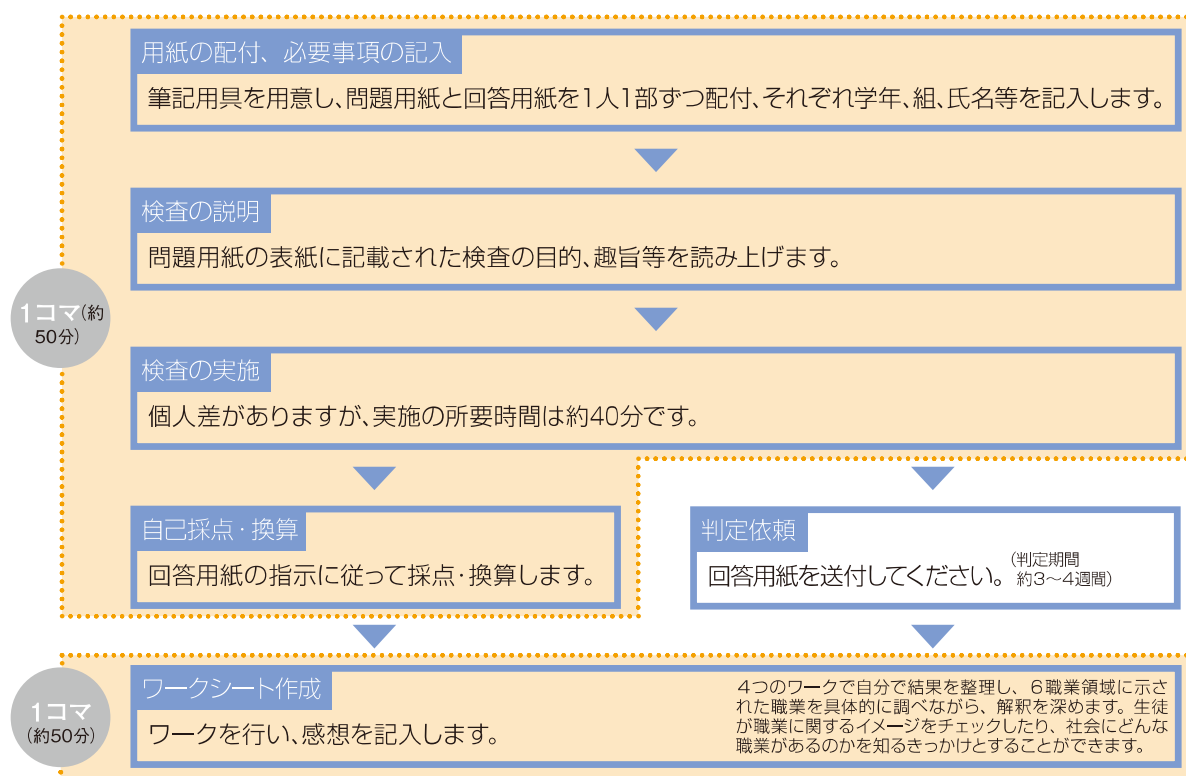 用紙の配付、必要事項の記入
筆記用具を用意し、問題用紙と回答用紙を1人1部ずつ配付、それぞれ学年、組、氏名等を記入します。
検査の説明
問題用紙の表紙に記載された検査の目的、趣旨等を読み上げます。
1コマ(約
50分)
検査の実施
個人差がありますが、実施の所要時間は約40分です。
自己採点・換算
回答用紙の指示に従って採点・換算します。
判定依頼
回答用紙を送付してください。
(判定期間
約3〜4週間)
1コマ
(約50分)
ワークシート作成
ワークを行い、感想を記入します。
4つのワークで自分で結果を整理し、6職業領域に示さ
れた職業を具体的に調べながら、解釈を深めます。生徒
が職業に関するイメージをチェックしたり、社会にどんな
職業があるのかを知るきっかけとすることができます。